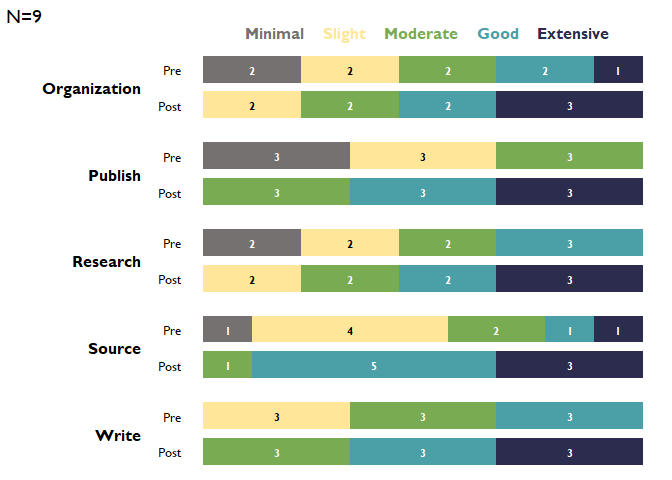 N=9
Minimal Slight Moderate Good Extensive
Organization
Pre 2 2 2 2 1
Post 2 2 2 3
Publish
Pre 3 3 3
Post 3 3 3
Research
Pre 2 2 2 3
Post 2 2 2 3
Source
Pre 1 4 2 1 1
Post 1 5 3
Write
Pre 3 3 3
Post 3 3 3